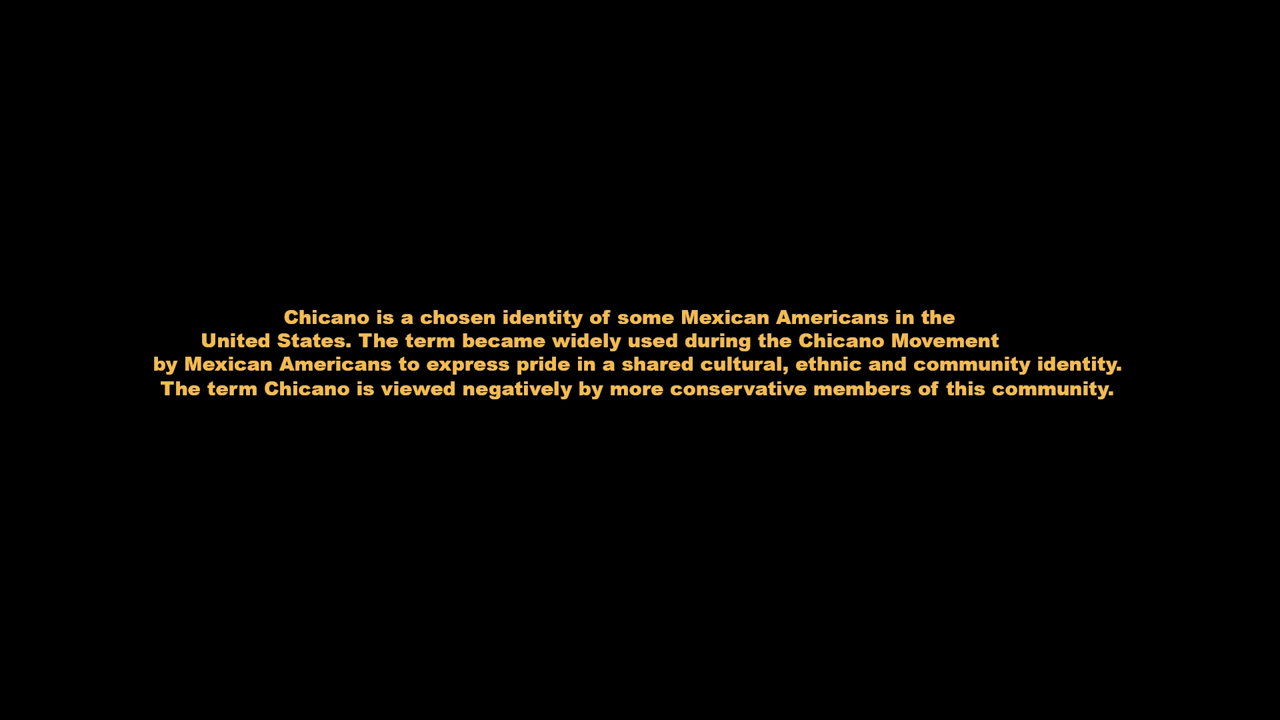 Chicano is a chosen identity of some Mexican Americans in the
United States. The term became widely used during the Chicano Movement
by Mexican Americans to express pride in a shared cultural, ethnic and community identity.
The term Chicano is viewed negatively by more conservative members of this community.